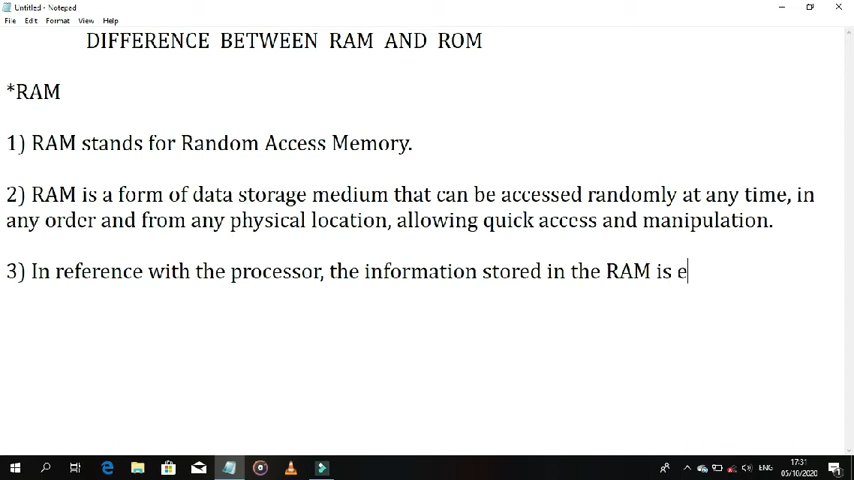 Untitled - Notepad
File Edit Format View Help
DIFFERENCE BETWEEN RAM AND ROM
*RAM
1) RAM stands for Random Access Memory.
2) RAM is a form of data storage medium that can be accessed randomly at any time, in
any order and from any physical location, allowing quick access and manipulation.
3) In reference with the processor, the information stored in the RAM is e
ENG
17:31
05/10/2020